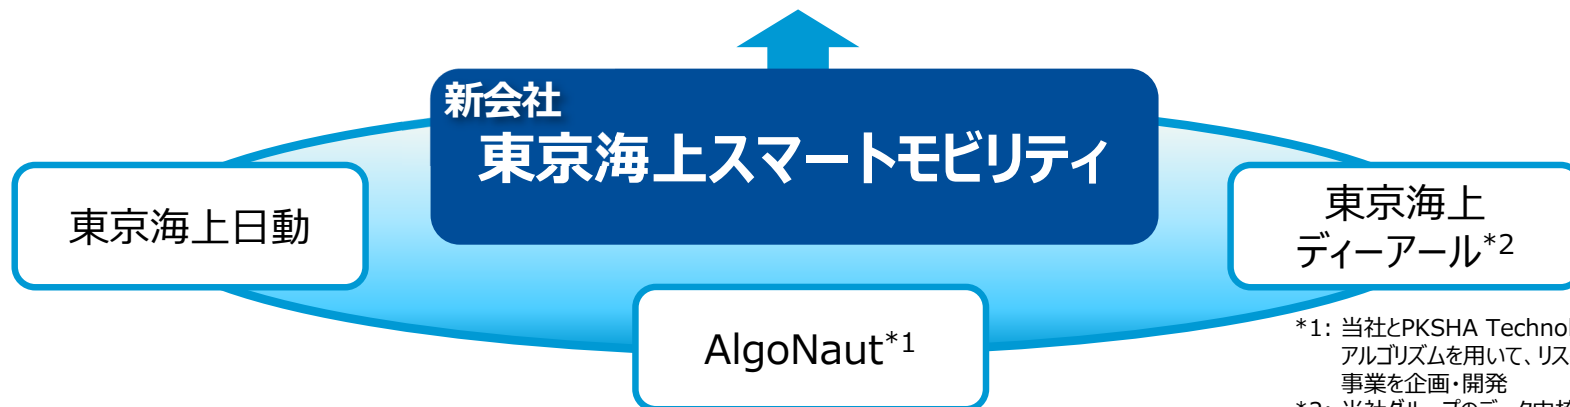 新会社
東京海上スマートモビリティ
東京海上日動
東京海上
ディーアール*2
AlgoNaut*1
*1: 当社とPKSHA
アルゴリズムを用いて、リス
事業を企画・開発